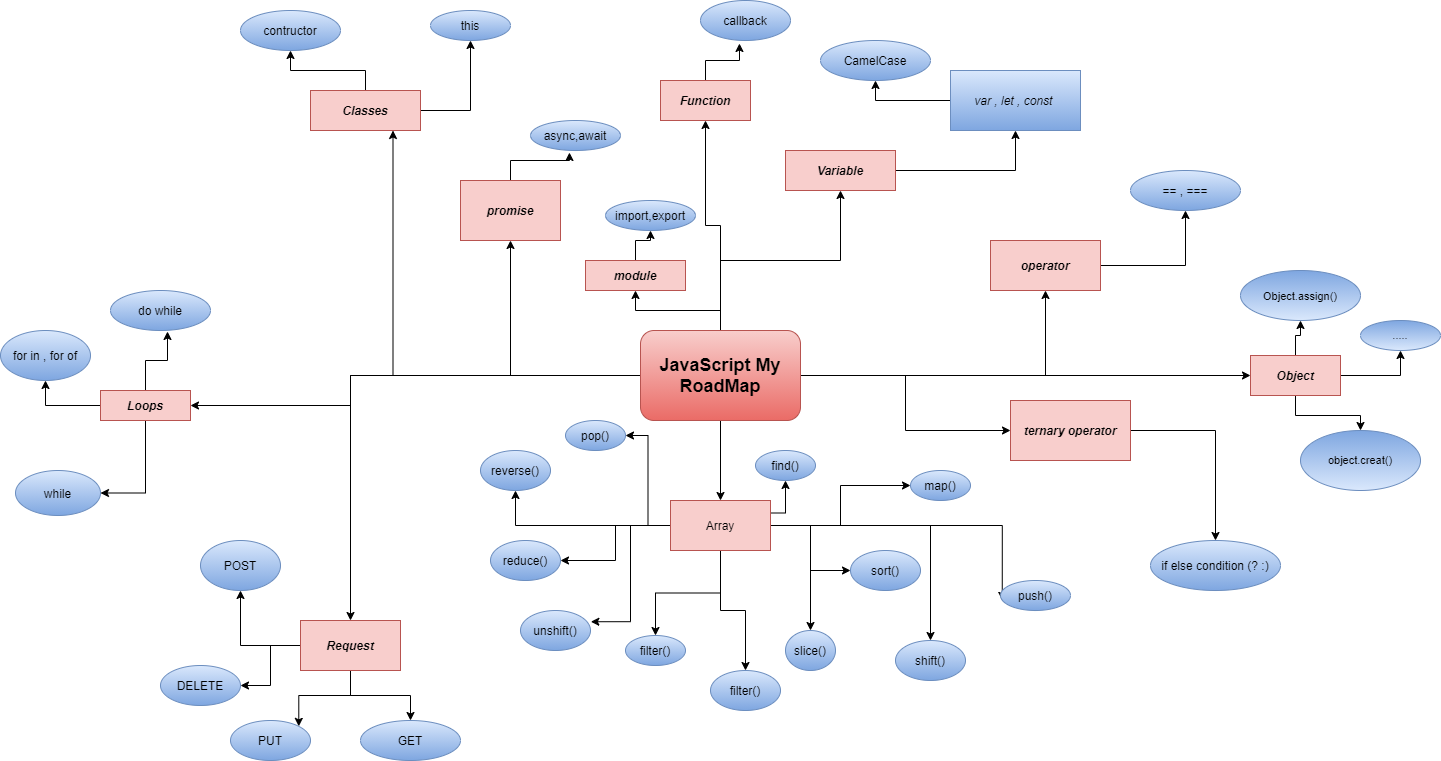 callback
contructor
this
CamelCase
Function
var , let , const
Classes
async,await
Variable
== , ===
promise
import,export
module
operator
Object.assign()
do while
.....
for in , for of
JavaScript My
RoadMap
Object
Loops
ternary operator
pop()
object.creat()
reverse()
find()
map()
while
Array
reduce()
sort()
POST
if else condition (? :)
push()
unshift()
filter()
slice()
Request
shift()
DELETE
filter()
PUT
GET